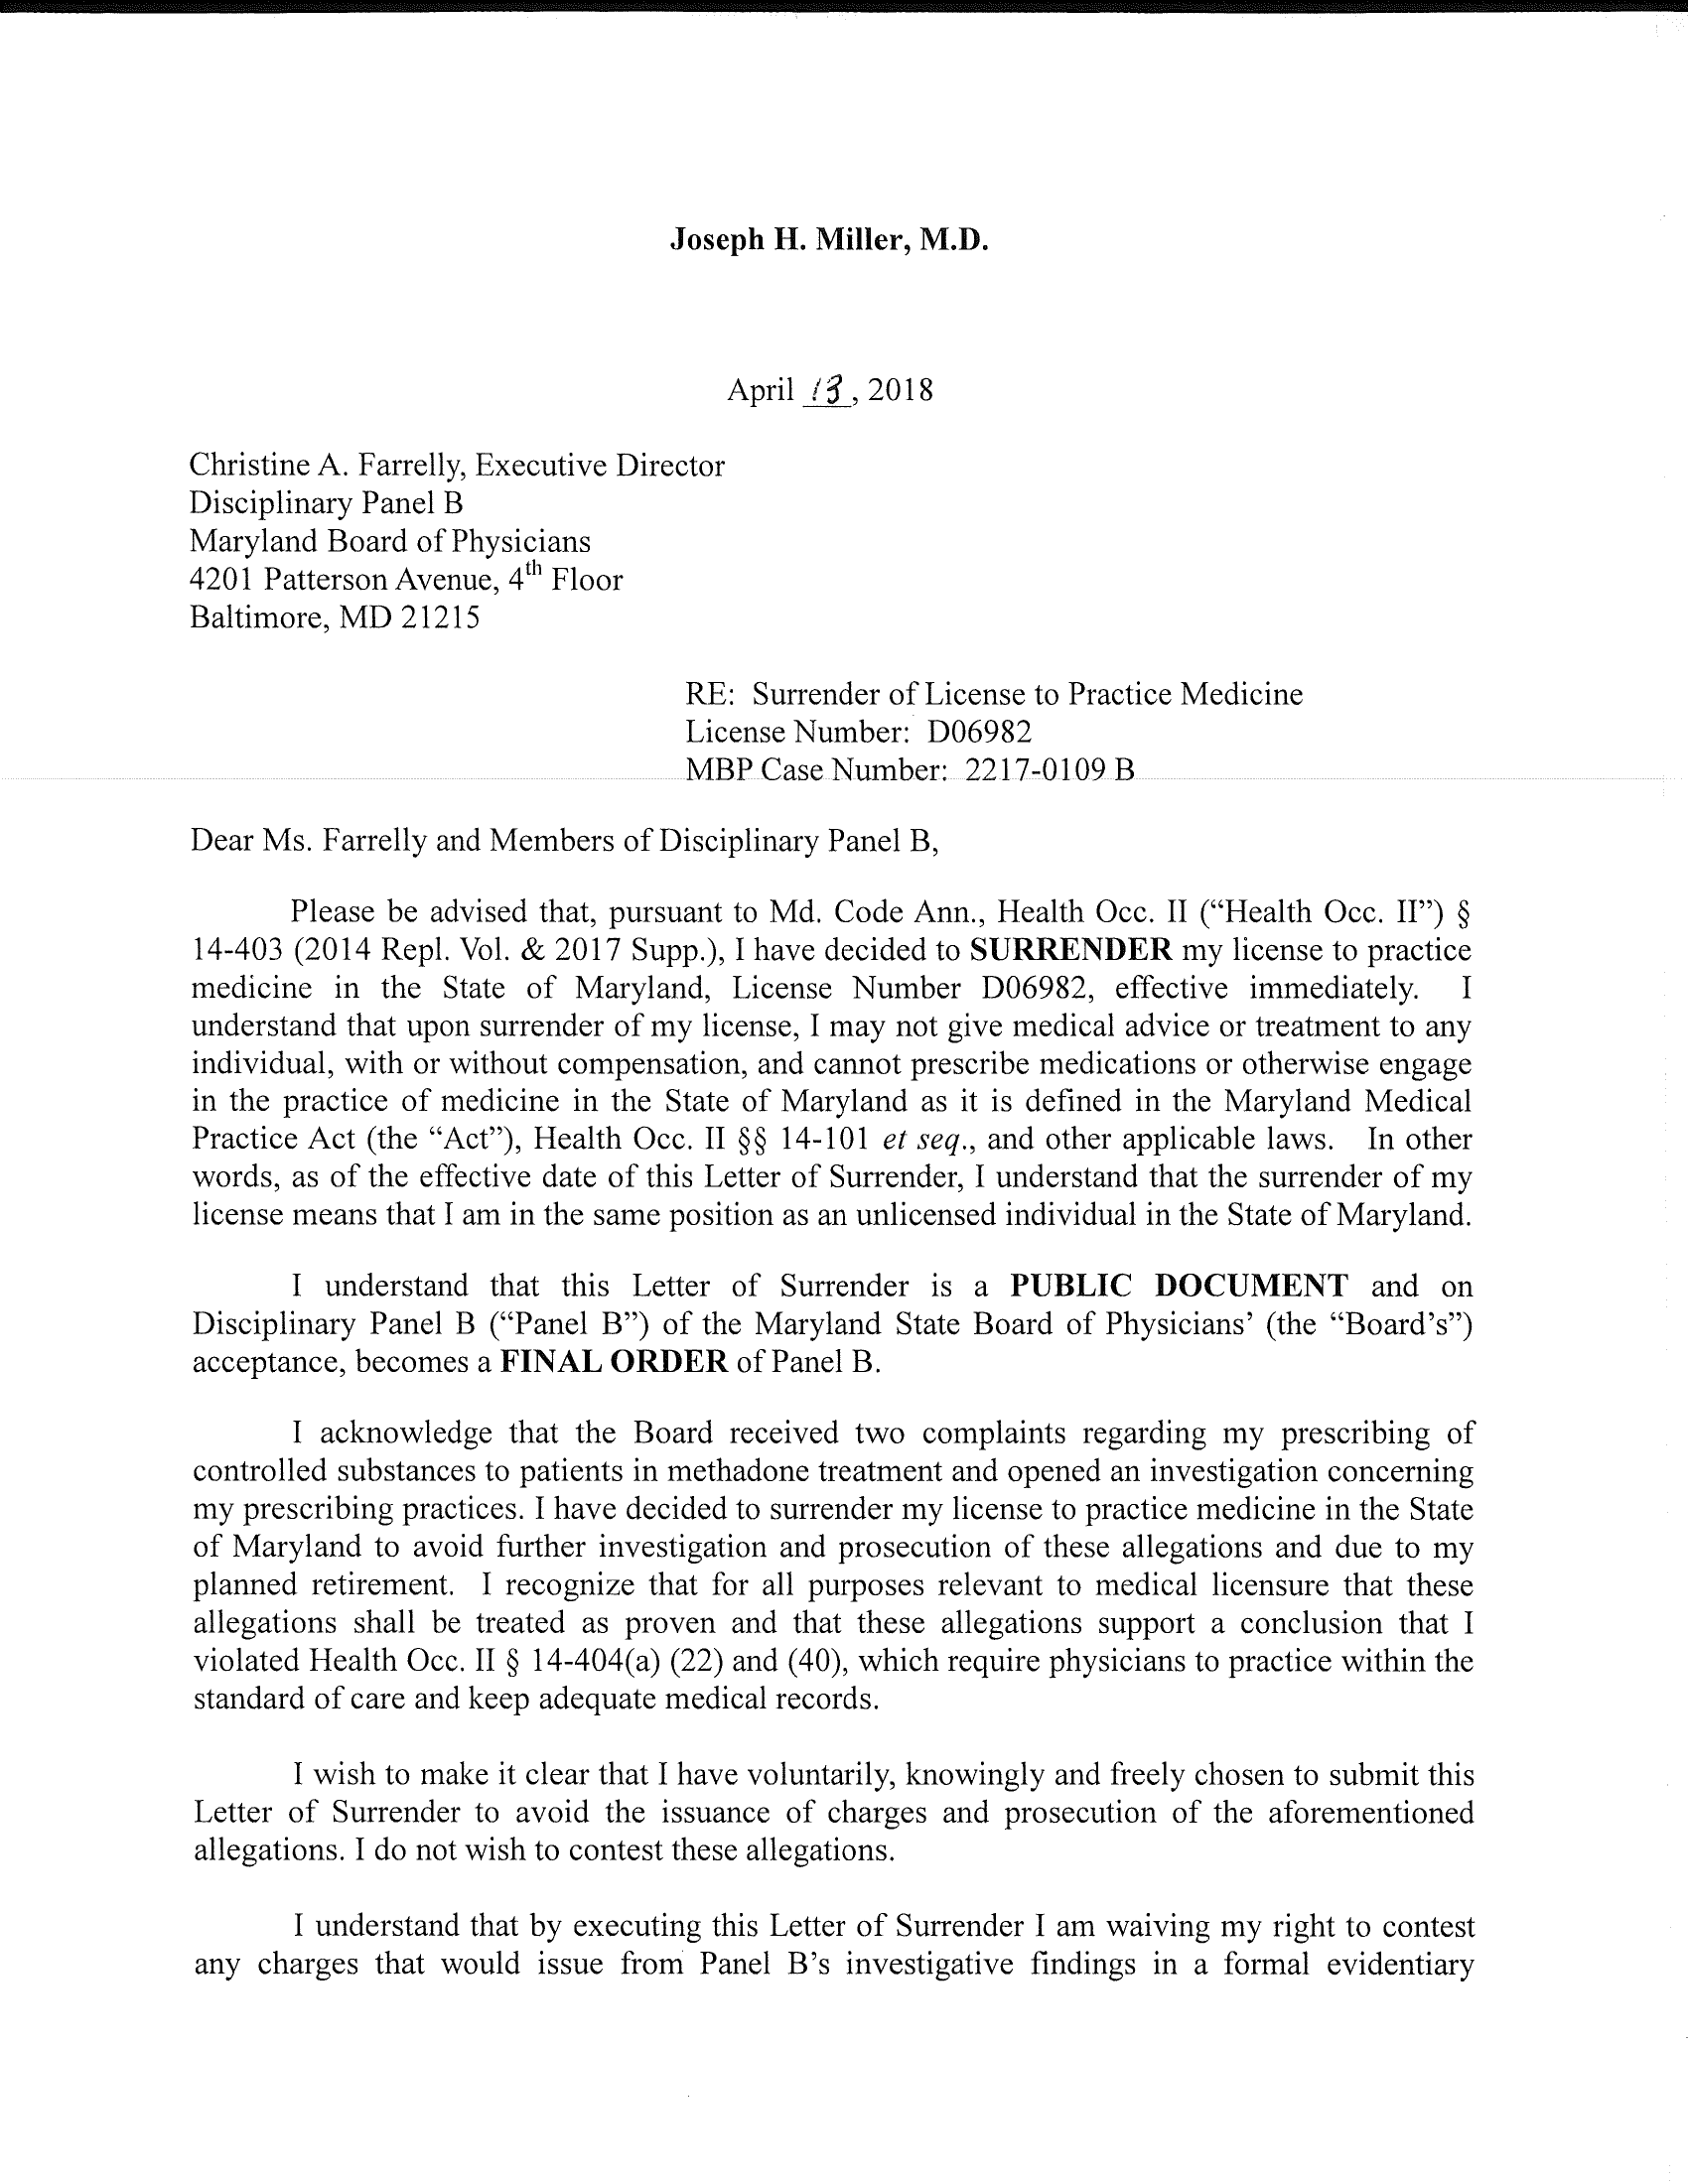 Joseph H. Miller, M.D.
April 13, 2018
Christine A. Farrelly, Executive Director
Disciplinary Panel B
Maryland Board of Physicians
4201 Patterson Avenue, 4th Floor
Baltimore, MD 21215
RE: Surrender of License to Practice Medicine
License Number: D06982
MBP Case Number: 2217-0109 B
Dear Ms. Farrelly and Members of Disciplinary Panel B,
Please be advised that, pursuant to Md. Code Ann., Health Occ. II (“Health Occ. II”) §
14-403 (2014 Repl. Vol. & 2017 Supp.), I have decided to SURRENDER my license to practice
medicine in the State of Maryland, License Number D06982, effective immediately. I
understand that upon surrender of my license, I may not give medical advice or treatment to any
individual, with or without compensation, and cannot prescribe medications or otherwise engage
in the practice of medicine in the State of Maryland as it is defined in the Maryland Medical
Practice Act (the “Act”), Health Occ. II §§ 14-101 et seq., and other applicable laws. In other
words, as of the effective date of this Letter of Surrender, I understand that the surrender of my
license means that I am in the same position as an unlicensed individual in the State of Maryland.
I understand that this Letter of Surrender is a PUBLIC DOCUMENT and on
Disciplinary Panel B (“Panel B”) of the Maryland State Board of Physicians’ (the “Board’s”)
acceptance, becomes a FINAL ORDER of Panel B.
I acknowledge that the Board received two complaints regarding my prescribing of
controlled substances to patients in methadone treatment and opened an investigation concerning
my prescribing practices. I have decided to surrender my license to practice medicine in the State
of Maryland to avoid further investigation and prosecution of these allegations and due to my
planned retirement. I recognize that for all purposes relevant to medical licensure that these
allegations shall be treated as proven and that these allegations support a conclusion that I
violated Health Occ. II § 14-404(a) (22) and (40), which require physicians to practice within the
standard of care and keep adequate medical records.
I wish to make it clear that I have voluntarily, knowingly and freely chosen to submit this
Letter of Surrender to avoid the issuance of charges and prosecution of the aforementioned
allegations. I do not wish to contest these allegations.
I understand that by executing this Letter of Surrender I am waiving my right to contest
any charges that would issue from Panel B’s investigative findings in a formal evidentiary